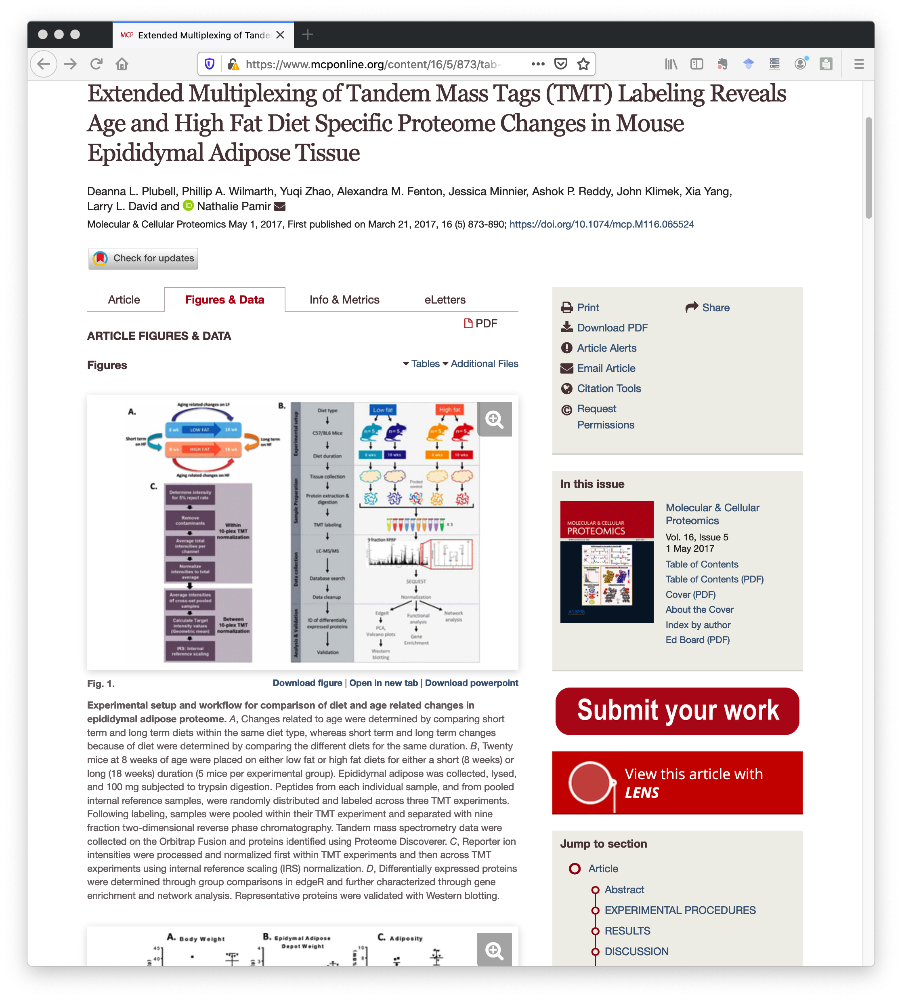 MCP Extended Multiplexing of Tande
https://www.mcponline.org/content/16/5/873/tab-
Extended Multiplexing of Tandem Mass Tags (TMT) Labeling Reveals
Age and High Fat Diet Specific Proteome Changes in Mouse
Epididymal Adipose Tissue
Deanna L. Plubell, Phillip A. Wilmarth, Yuqi Zhao, Alexandra M. Fenton, Jessica Minnier, Ashok P. Reddy, John Klimek, Xia Yang,
Larry L. David and iD Nathalie Pamir
Molecular & Cellular Proteomics May 1, 2017, First published on March 21, 2017, 16 (5) 873-890; https://doi.org/10.1074/mcp.M116.065524
Check for updates
Article
Figures & Data
Info & Metrics
eLetters
PDF
ARTICLE FIGURES & DATA
Figures
Tables
Additional Files
A.
Aging related changes on LF
8 wk LOW FAT 18 wk
Short term
on HF
Long term
on HF
8 wk HIGH FAT 18 wk
Aging related changes on HF
C.
Determine intensity
for 5% reject rate
Remove
contaminants
Average total
intensities per
channel
Normalize
intensities to total
average
Within
10-plex TMT
normalization
Average intensities
of cross-set pooled
samples
Calculate Target
intensity values
(Geometric mean)
IRS: Internal
reference scaling
Between
10-plex TMT
normalization
B.
Experimental setup
Sample Preparation
Data collection
Analysis & Validation
Diet type
C57/BL6 Mice
Diet duration
Tissue collection
Protein extraction &
digestion
TMT labeling
LC-MS/MS
Database search
Data cleanup
ID of differentially
expressed proteins
Validation
Low fat
High fat
n=5
n=5
n=5
n=5
8 wks
18 wks
8 wks
18 wks
Pooled
control
X 3
9 fraction RPRP
SEQUEST
Normalization
EdgeR
Functional
analysis
Network
analysis
PCA,
Volcano plots
Gene
Enrichment
Western
blotting
Fig. 1.
Download figure | Open in new tab | Download powerpoint
Experimental setup and workflow for comparison of diet and age related changes in
epididymal adipose proteome. A, Changes related to age were determined by comparing short
term and long term diets within the same diet type, whereas short term and long term changes
because of diet were determined by comparing the different diets for the same duration. B, Twenty
mice at 8 weeks of age were placed on either low fat or high fat diets for either a short (8 weeks) or
long (18 weeks) duration (5 mice per experimental group). Epididymal adipose was collected, lysed,
and 100 mg subjected to trypsin digestion. Peptides from each individual sample, and from pooled
internal reference samples, were randomly distributed and labeled across three TMT experiments.
Following labeling, samples were pooled within their TMT experiment and separated with nine
fraction two-dimensional reverse phase chromatography. Tandem mass spectrometry data were
collected on the Orbitrap Fusion and proteins identified using Proteome Discoverer. C, Reporter ion
intensities were processed and normalized first within TMT experiments and then across TMT
experiments using internal reference scaling (IRS) normalization. D, Differentially expressed proteins
were determined through group comparisons in edgeR and further characterized through gene
enrichment and network analysis. Representative proteins were validated with Western blotting.
A. Body Weight
45
40
B. Epidymal Adipose
Depot Weight
4
3
C. Adiposity
10
8
Print
Share
Download PDF
Article Alerts
Email Article
Citation Tools
Request
Permissions
In this issue
MOLECULAR & CELLULAR
PROTEOMICS
ASBMB
Molecular & Cellular
Proteomics
Vol. 16, Issue 5
1 May 2017
Table of Contents
Table of Contents (PDF)
Cover (PDF)
About the Cover
Index by author
Ed Board (PDF)
Submit your work
View this article with
LENS
Jump to section
Article
Abstract
EXPERIMENTAL PROCEDURES
RESULTS
DISCUSSION